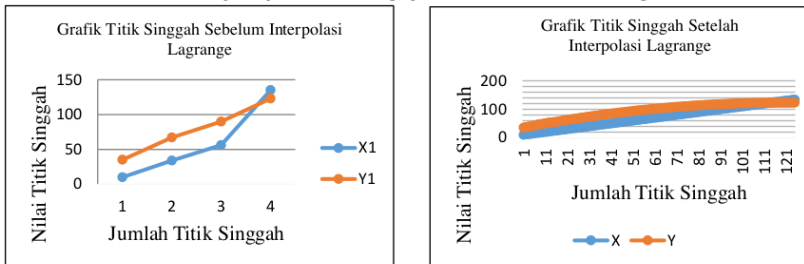 Grafik Titik Singgah Sebelum Interpolasi
Lagrange
150
100
50
0
1 2 3 4
Nilai Titik Singgah
Jumlah Titik Singgah
X1
Y1
Grafik Titik Singgah Setelah
Interpolasi Lagrange
200
100
0
1 11 21 31 41 51 61 71 81 91 101 111 121
Nilai Titik Singgah
Jumlah Titik Singgah
X Y